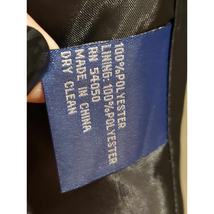 100%POLYESTER
LINING: 100%POLYESTER
RN 54050
MADE IN CHINA
DRY CLEAN